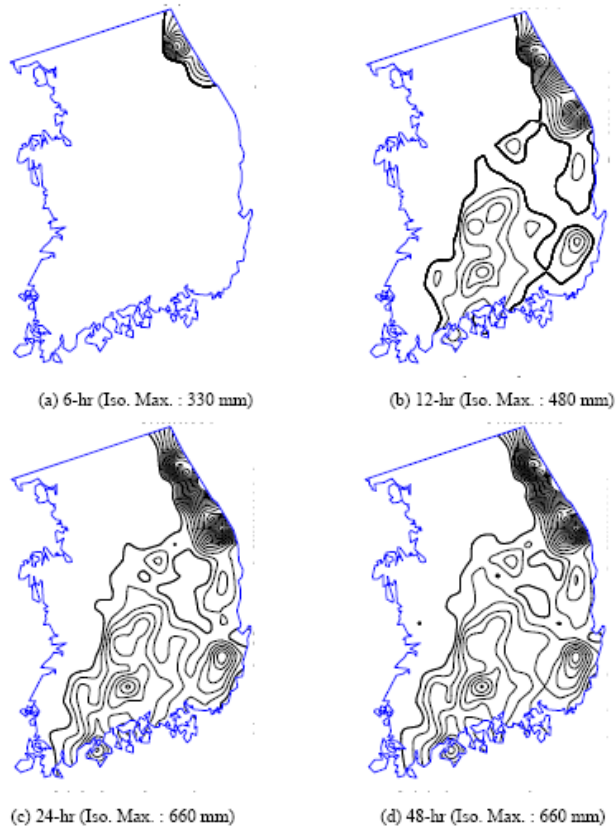 (a) 6-hr (Iso. Max. : 330 mm)
(b) 12-hr (Iso. Max. : 480 mm)
(c) 24-hr (Iso. Max. : 660 mm)
(d) 48-hr (Iso. Max. : 660 mm)